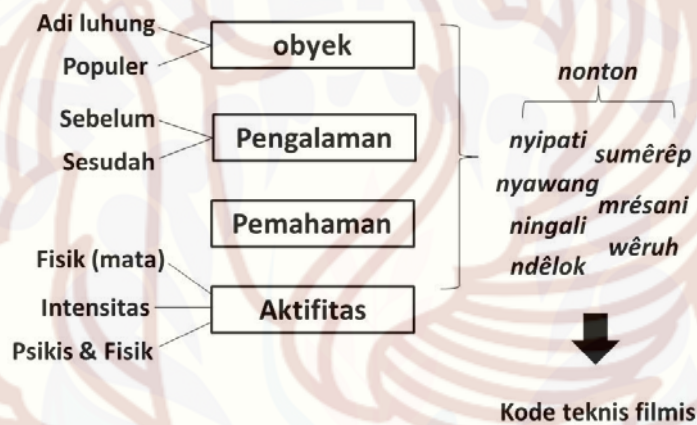 Adi luhung
Populer
obyek
Sebelum
Sesudah
Pengalaman
Pemahaman
Fisik (mata)
Intensitas
Psikis & Fisik
Aktifitas
nonton
nyipati
sumêrêp
nyawang
mrésani
ningali
wêruh
ndêlok
Kode teknis filmis